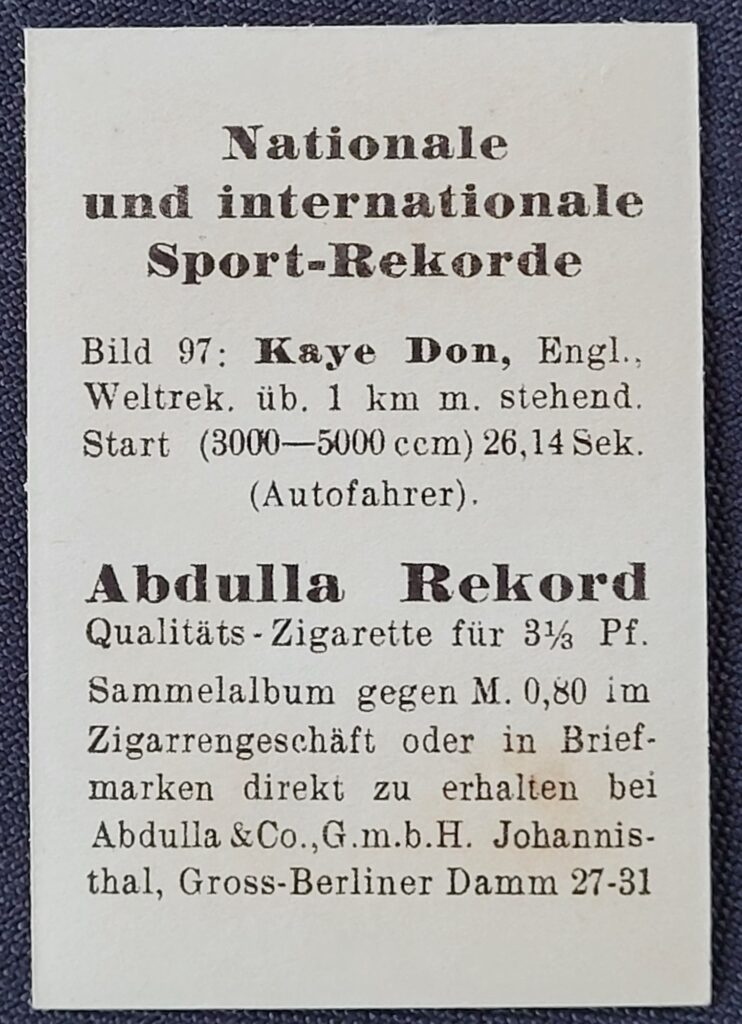 Nationale
und internationale
Sport-Rekorde
Bild 97: Kaye Don, Engl.,
Weltrek. üb. 1 km m. stehend.
Start (3000—5000 ccm) 26,14 Sek.
(Autofahrer).
Abdulla Rekord
Qualitäts-Zigarette für 3⅓ Pf.
Sammelalbum gegen M. 0,80 im
Zigarrengeschäft oder in Brief-
marken direkt zu erhalten bei
Abdulla &Co.,G.m.b.H. Johannis-
thal, Gross-Berliner Damm 27-31